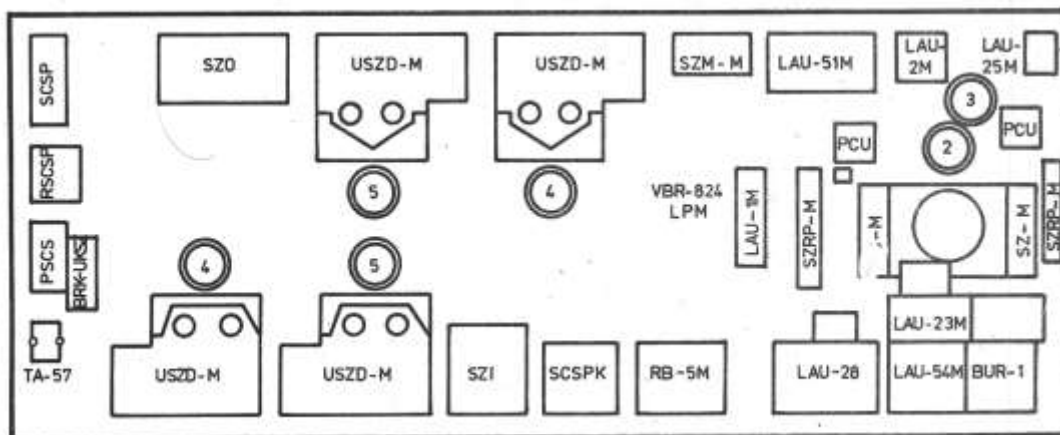 SCSP
SZO
USZD-M
USZD-M
SZM-M
LAU-51M
LAU-
2M
LAU-
25M
3
PCU
PCU
2
RSCSP
5
4
VBR-824
LPM
LAU-1M
SZRP-M
-M
SZ-M
SZRP-M
PSCS
4
5
LAU-23M
TA-57
USZD-M
USZD-M
SZI
SCSPK
RB-5M
LAU-28
LAU-54M
BUR-1